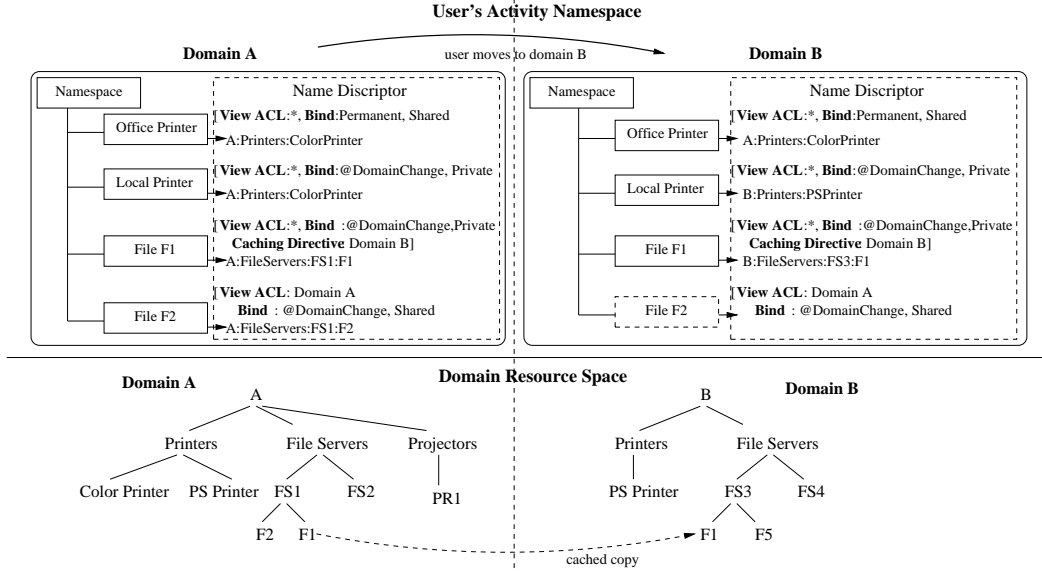 User's Activity Namespace
Domain A
user moves to domain B
Domain B
Namespace
Name Discriptor
[View ACL:*, Bind:Permanent, Shared
Office Printer
A:Printers:ColorPrinter
[View ACL:*, Bind:@DomainChange, Private
Local Printer
A:Printers:ColorPrinter
[View ACL:*, Bind :@DomainChange,Private
Caching Directive Domain B]
File F1
A:FileServers:FS1:F1
[View ACL: Domain A
Bind : @DomainChange, Shared
File F2
A:FileServers:FS1:F2
Namespace
Name Discriptor
[View ACL:*, Bind:Permanent, Shared
Office Printer
A:Printers:ColorPrinter
[View ACL:*, Bind:@DomainChange, Private
Local Printer
B:Printers:PSPrinter
[View ACL:*, Bind :@DomainChange,Private
Caching Directive Domain B]
File F1
B:FileServers:FS3:F1
[View ACL: Domain A
Bind : @DomainChange, Shared
File F2
Domain Resource Space
Domain A
A
Printers
File Servers
Projectors
Color Printer
PS Printer
FS1
FS2
PR1
F2
F1
Domain B
B
Printers
File Servers
PS Printer
FS3
FS4
F1
F5
cached copy